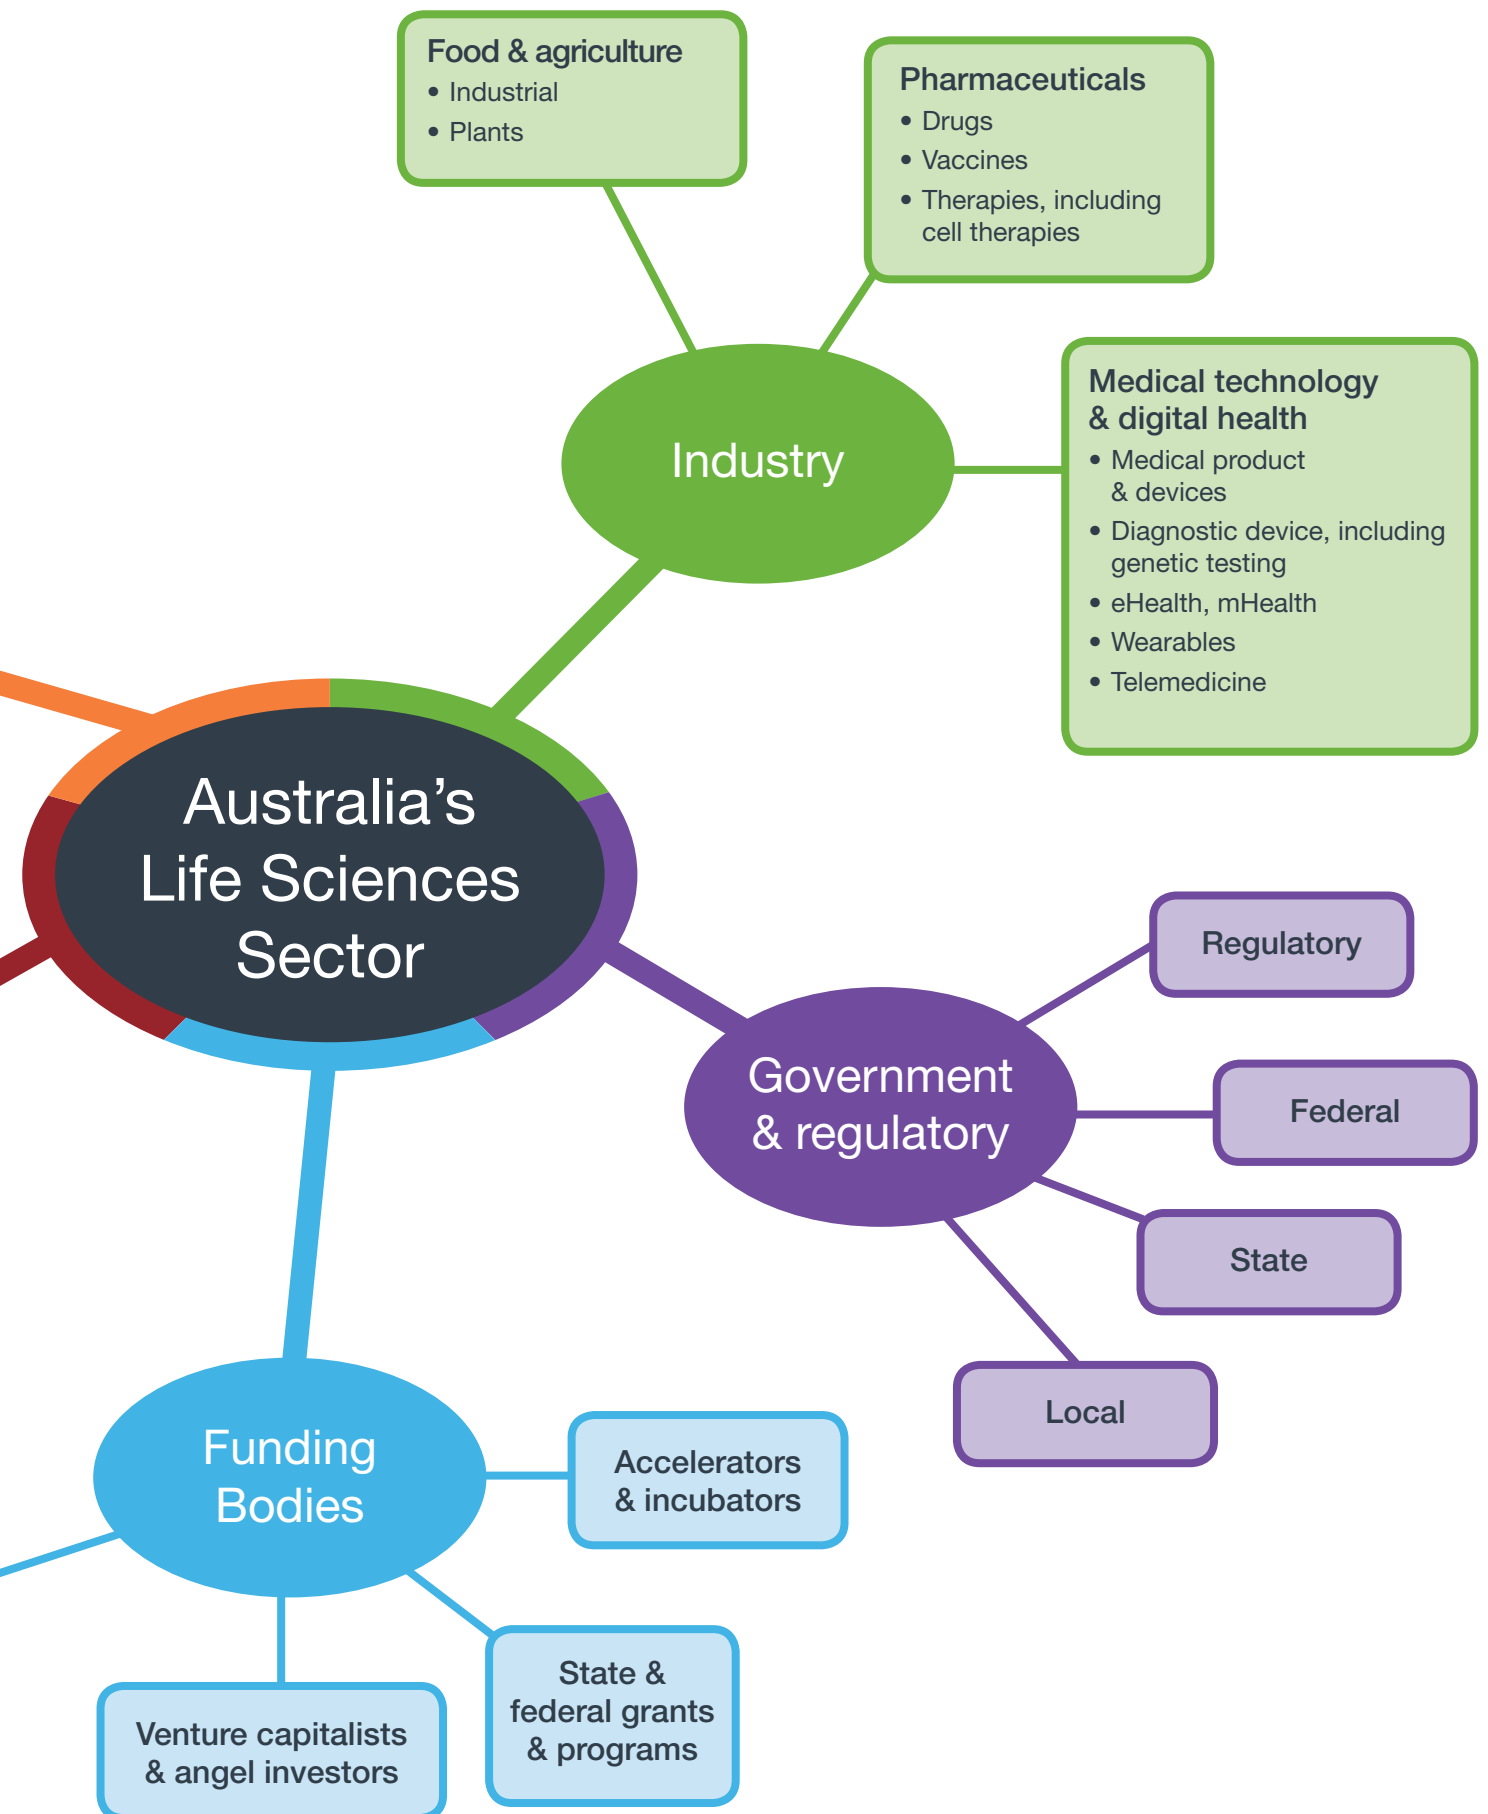 Food & agriculture
• Industrial
• Plants
Pharmaceuticals
• Drugs
• Vaccines
• Therapies, including
cell therapies
Industry
Medical technology
& digital health
• Medical product
& devices
• Diagnostic device, including
genetic testing
• eHealth, mHealth
• Wearables
• Telemedicine
Australia’s
Life Sciences
Sector
Government
& regulatory
Regulatory
Federal
State
Local
Funding
Bodies
Accelerators
& incubators
State &
federal grants
& programs
Venture capitalists
& angel investors